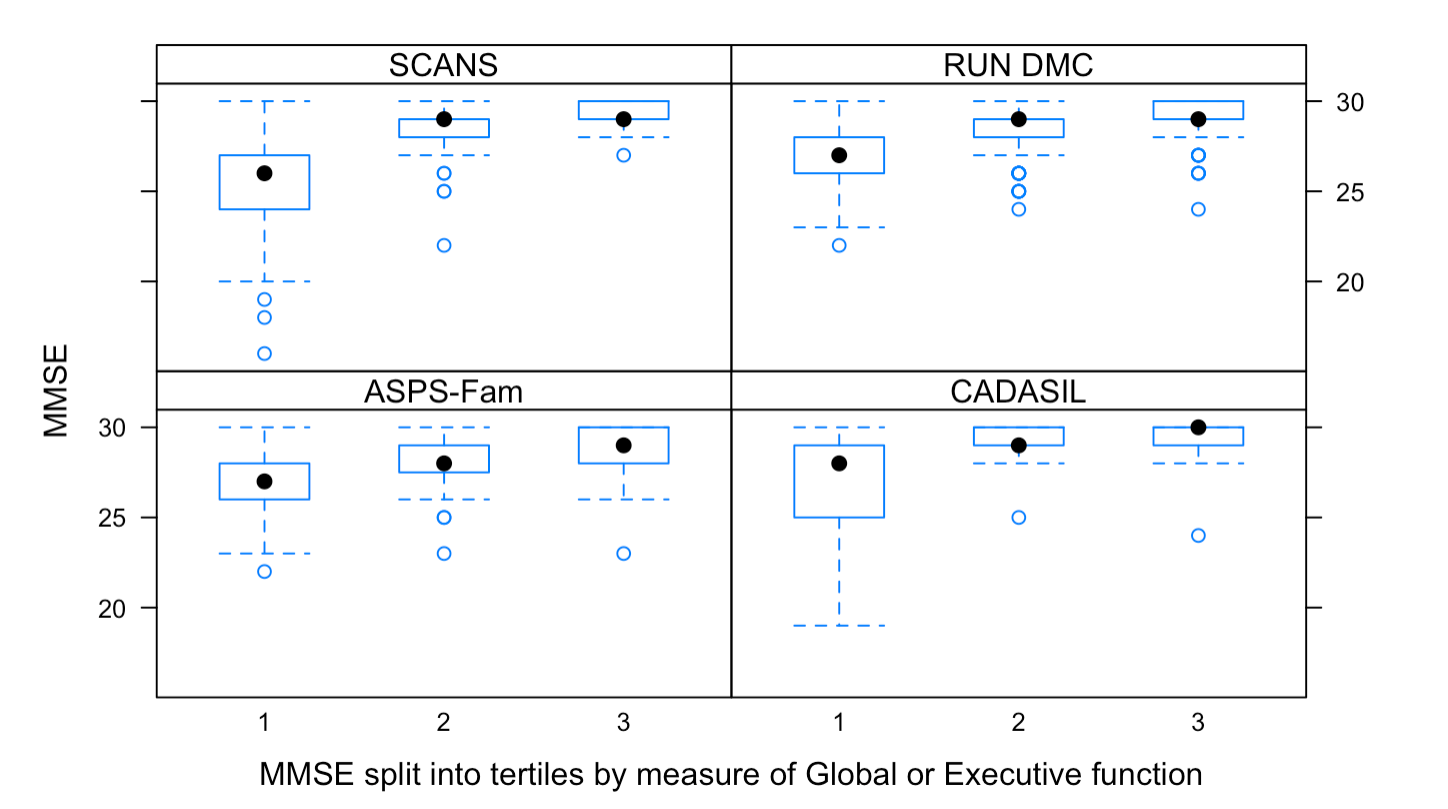 SCANS
RUN DMC
30
25
20
MMSE
ASPS-Fam
CADASIL
30
25
20
1 2 3 1 2 3
MMSE split into tertiles by measure of Global or Executive function